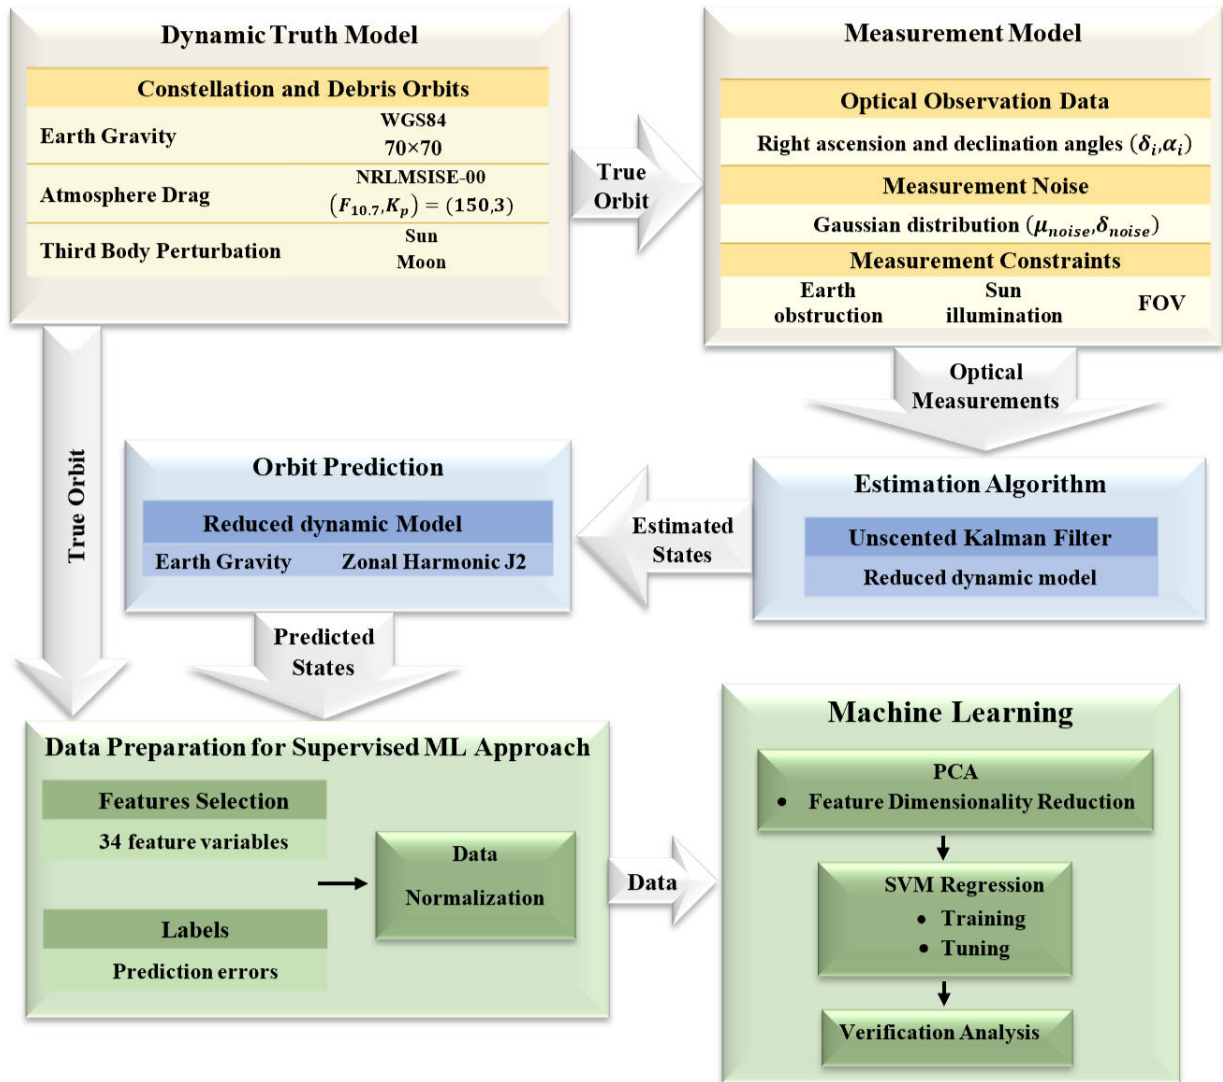 Dynamic Truth Model
Constellation and Debris Orbits
Earth Gravity
WGS84
70×70
Atmosphere Drag
NRLMSISE-00
(F₁₀.₇,Kₚ) = (150,3)
Third Body Perturbation
Sun
Moon
True
Orbit
Measurement Model
Optical Observation Data
Right ascension and declination angles (δᵢ,αᵢ)
Measurement Noise
Gaussian distribution (μ_noise,δ_noise)
Measurement Constraints
Earth
obstruction
Sun
illumination
FOV
Optical
Measurements
True Orbit
Orbit Prediction
Reduced dynamic Model
Earth Gravity
Zonal Harmonic J2
Estimated
States
Estimation Algorithm
Unscented Kalman Filter
Reduced dynamic model
Predicted
States
Data Preparation for Supervised ML Approach
Features Selection
34 feature variables
Labels
Prediction errors
Data
Normalization
Data
Machine Learning
PCA
• Feature Dimensionality Reduction
SVM Regression
• Training
• Tuning
Verification Analysis